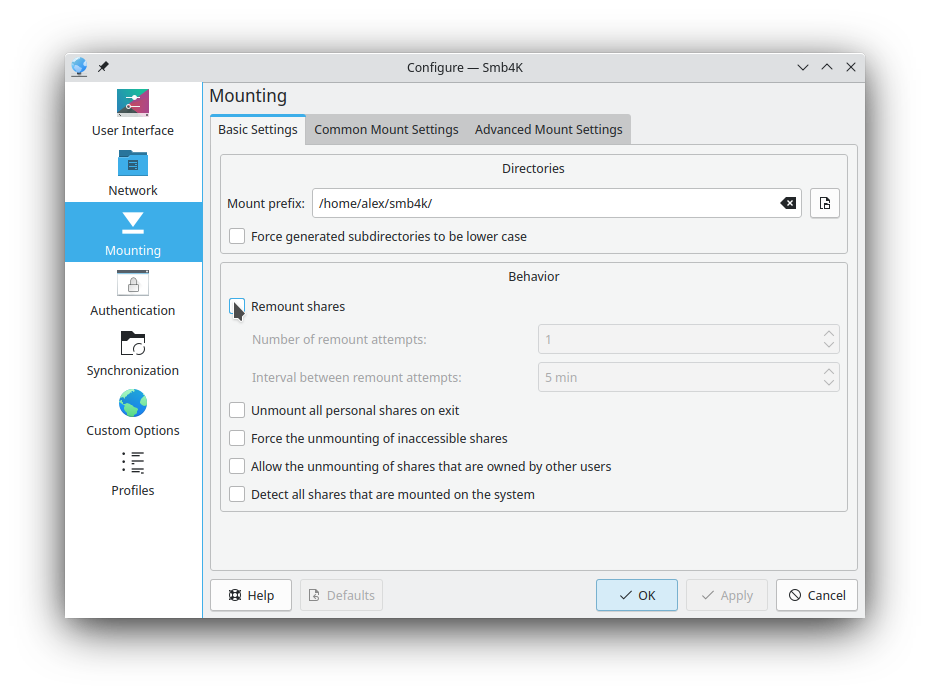 Configure — Smb4K
User Interface
Network
Mounting
Authentication
Synchronization
Custom Options
Profiles
Mounting
Basic Settings
Common Mount Settings
Advanced Mount Settings
Directories
Mount prefix: /home/alex/smb4k/
Force generated subdirectories to be lower case
Behavior
Remount shares
Number of remount attempts: 1
Interval between remount attempts: 5 min
Unmount all personal shares on exit
Force the unmounting of inaccessible shares
Allow the unmounting of shares that are owned by other users
Detect all shares that are mounted on the system
Help
Defaults
OK
Apply
Cancel